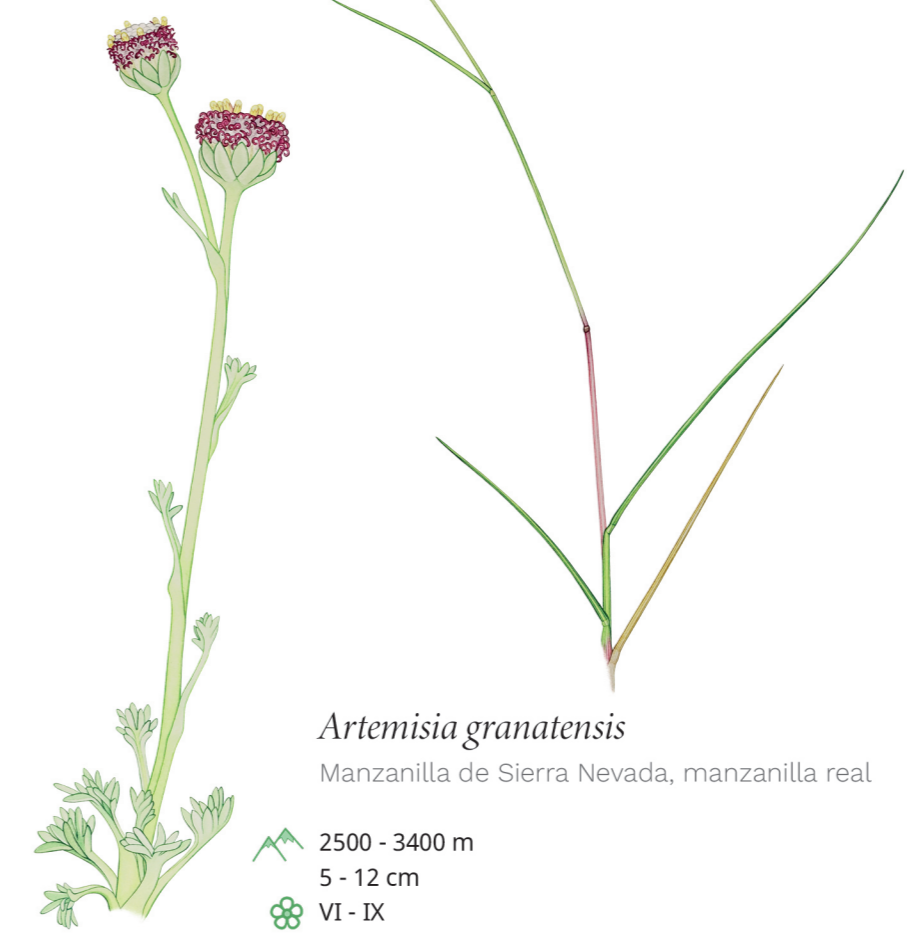 Artemisia granatensis
Manzanilla de Sierra Nevada, manzanilla real
2500 - 3400 m
5 - 12 cm
VI - IX